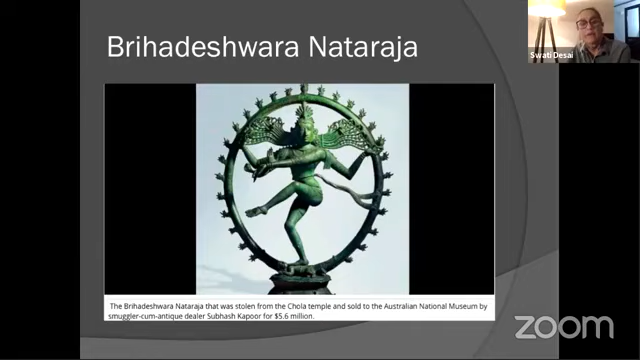 Brihadeshwara Nataraja
Swati Desai
The Brihadeshwara Nataraja that was stolen from the Chola temple and sold to the Australian National Museum by
smuggler-cum-antique dealer Subhash Kapoor for $5.6 million.
zoom